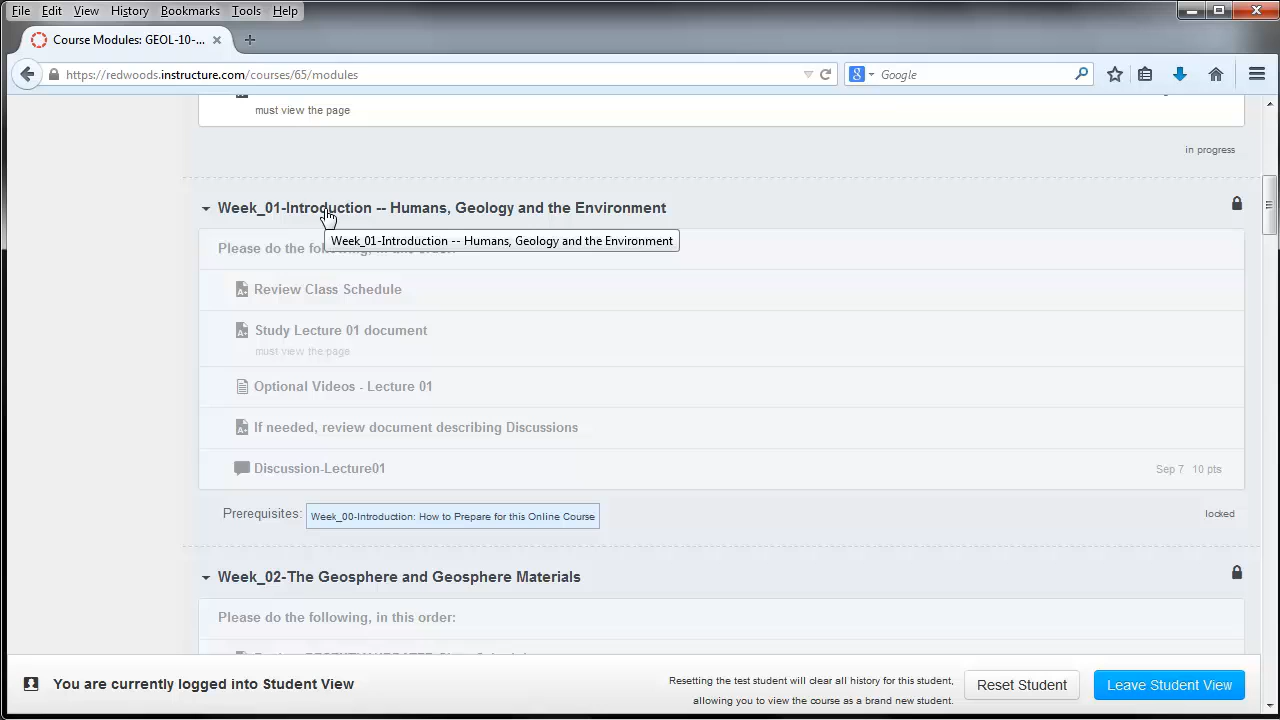 File Edit View History Bookmarks Tools Help
Course Modules: GEOL-10-...
https://redwoods.instructure.com/courses/65/modules
Google
must view the page
in progress
Week_01-Introduction -- Humans, Geology and the Environment
Week_01-Introduction -- Humans, Geology and the Environment
Please do the following, in this order:
Review Class Schedule
Study Lecture 01 document
must view the page
Optional Videos - Lecture 01
If needed, review document describing Discussions
Discussion-Lecture01
Sep 7 10 pts
Prerequisites: Week_00-Introduction: How to Prepare for this Online Course
locked
Week_02-The Geosphere and Geosphere Materials
Please do the following, in this order:
You are currently logged into Student View
Resetting the test student will clear all history for this student,
allowing you to view the course as a brand new student.
Reset Student
Leave Student View